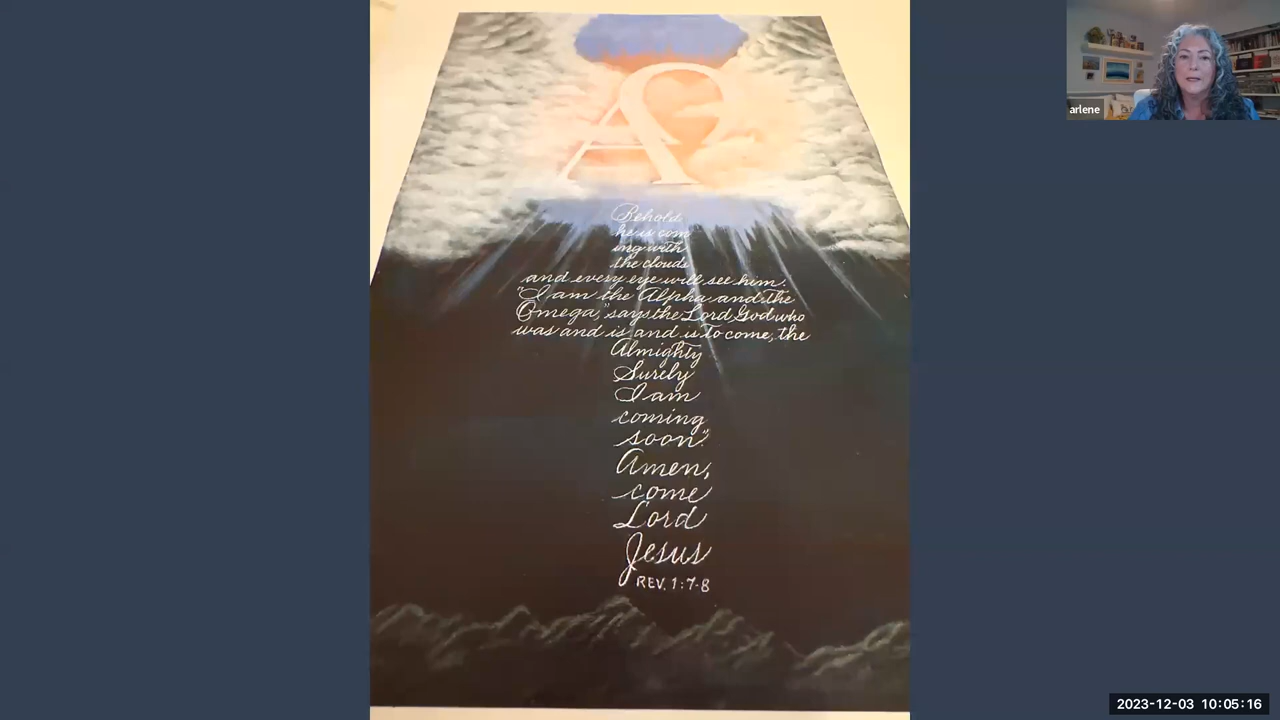 ΑΩ
Behold
he is com
ing with
the clouds
and every eye will see him.
"I am the Alpha and the
Omega," says the Lord God who
was and is and is to come, the
Almighty
Surely
I am
coming
soon".
Amen,
come
Lord
Jesus
REV. 1:7-8
arlene
2023-12-03 10:05:16